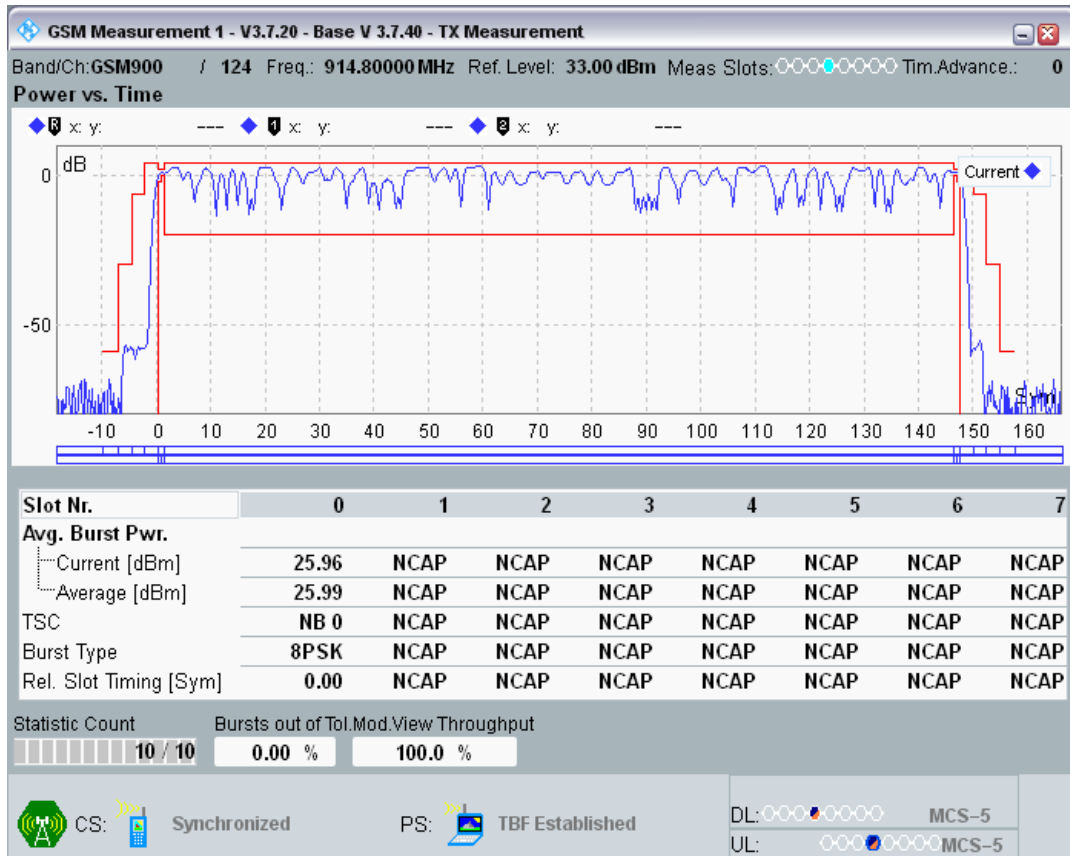 GSM Measurement 1 - V3.7.20 - Base V 3.7.40 - TX Measurement
Band/Ch:GSM900 / 124 Freq.: 914.80000 MHz Ref. Level: 33.00 dBm Meas Slots: Tim.Advance.: 0
Power vs. Time
R x: y: --- 1 x: y: --- 2 x: y: ---
dB
Current
0
-50
Sym
-10 0 10 20 30 40 50 60 70 80 90 100 110 120 130 140 150 160
Slot Nr. 0 1 2 3 4 5 6 7
Avg. Burst Pwr.
Current [dBm] 25.96 NCAP NCAP NCAP NCAP NCAP NCAP NCAP
Average [dBm] 25.99 NCAP NCAP NCAP NCAP NCAP NCAP NCAP
TSC NB 0 NCAP NCAP NCAP NCAP NCAP NCAP NCAP
Burst Type 8PSK NCAP NCAP NCAP NCAP NCAP NCAP NCAP
Rel. Slot Timing [Sym] 0.00 NCAP NCAP NCAP NCAP NCAP NCAP NCAP
Statistic Count Bursts out of Tol.Mod.View Throughput
10 / 10 0.00 % 100.0 %
CS: Synchronized PS: TBF Established
DL: MCS-5
UL: MCS-5